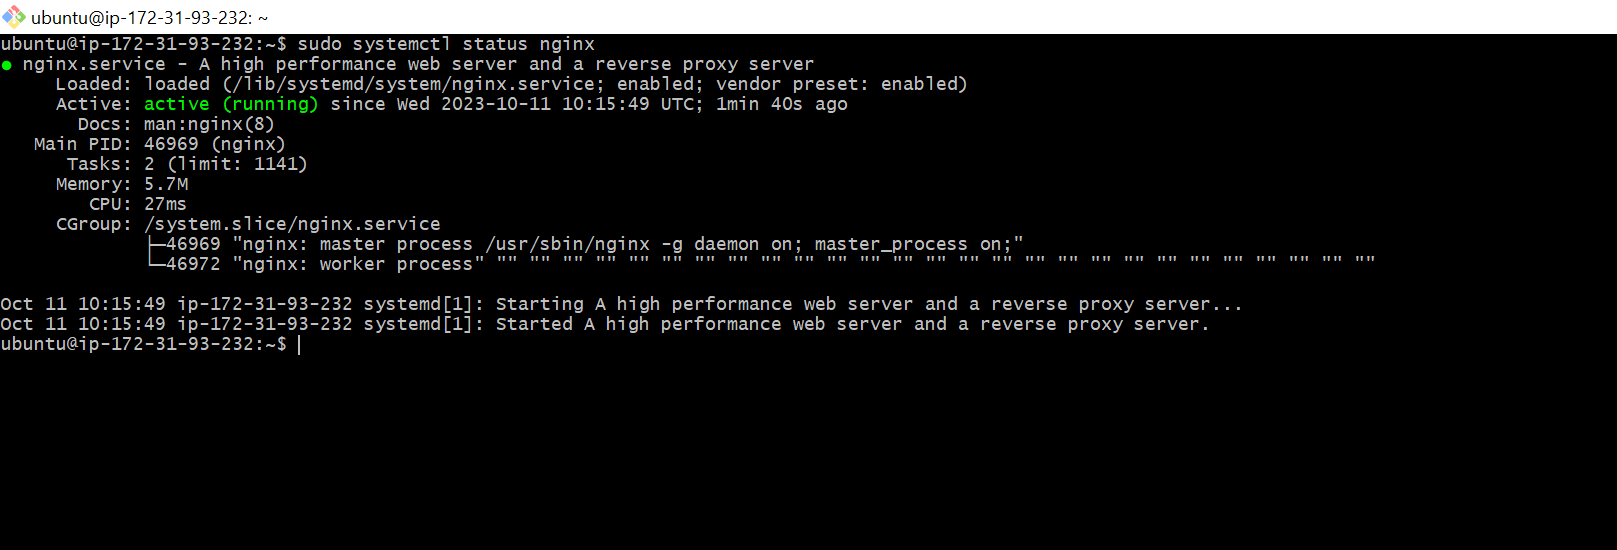 ubuntu@ip-172-31-93-232: ~
ubuntu@ip-172-31-93-232:~$ sudo systemctl status nginx
● nginx.service - A high performance web server and a reverse proxy server
     Loaded: loaded (/lib/systemd/system/nginx.service; enabled; vendor preset: enabled)
     Active: active (running) since Wed 2023-10-11 10:15:49 UTC; 1min 40s ago
       Docs: man:nginx(8)
   Main PID: 46969 (nginx)
      Tasks: 2 (limit: 1141)
     Memory: 5.7M
        CPU: 27ms
     CGroup: /system.slice/nginx.service
             ├─46969 "nginx: master process /usr/sbin/nginx -g daemon on; master_process on;"
             └─46972 "nginx: worker process" "" "" "" "" "" "" "" "" "" "" "" "" "" "" "" "" "" "" "" "" "" "" "" "" "" "" ""

Oct 11 10:15:49 ip-172-31-93-232 systemd[1]: Starting A high performance web server and a reverse proxy server...
Oct 11 10:15:49 ip-172-31-93-232 systemd[1]: Started A high performance web server and a reverse proxy server.
ubuntu@ip-172-31-93-232:~$